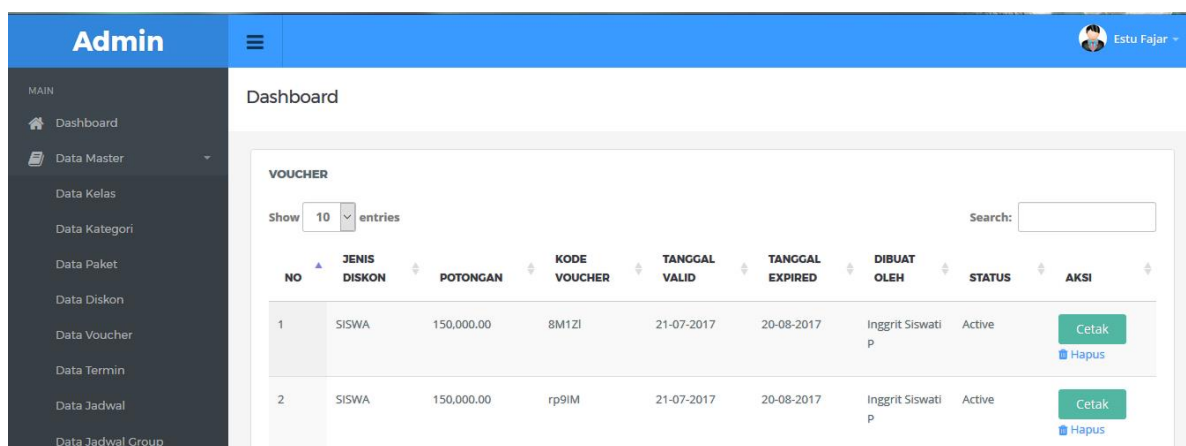 Admin
Estu Fajar
MAIN
Dashboard
Dashboard
Data Master
Data Kelas
Data Kategori
Data Paket
Data Diskon
Data Voucher
Data Termin
Data Jadwal
Data Jadwal Group
VOUCHER
Show 10 entries
Search:
NO JENIS DISKON POTONGAN KODE VOUCHER TANGGAL VALID TANGGAL EXPIRED DIBUAT OLEH STATUS AKSI
1 SISWA 150,000.00 8M1Zl 21-07-2017 20-08-2017 Inggrit Siswati P Active Cetak
Hapus
2 SISWA 150,000.00 rp9IM 21-07-2017 20-08-2017 Inggrit Siswati P Active Cetak
Hapus